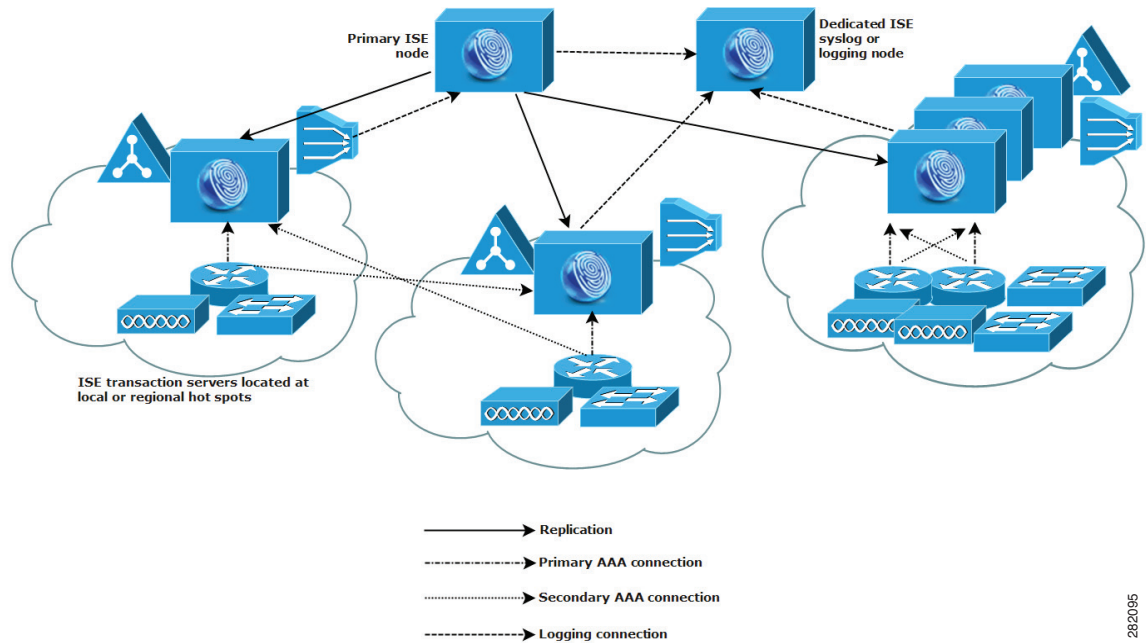 Primary ISE
node
Dedicated ISE
syslog or
logging node
ISE transaction servers located at
local or regional hot spots
Replication
Primary AAA connection
Secondary AAA connection
Logging connection
282095